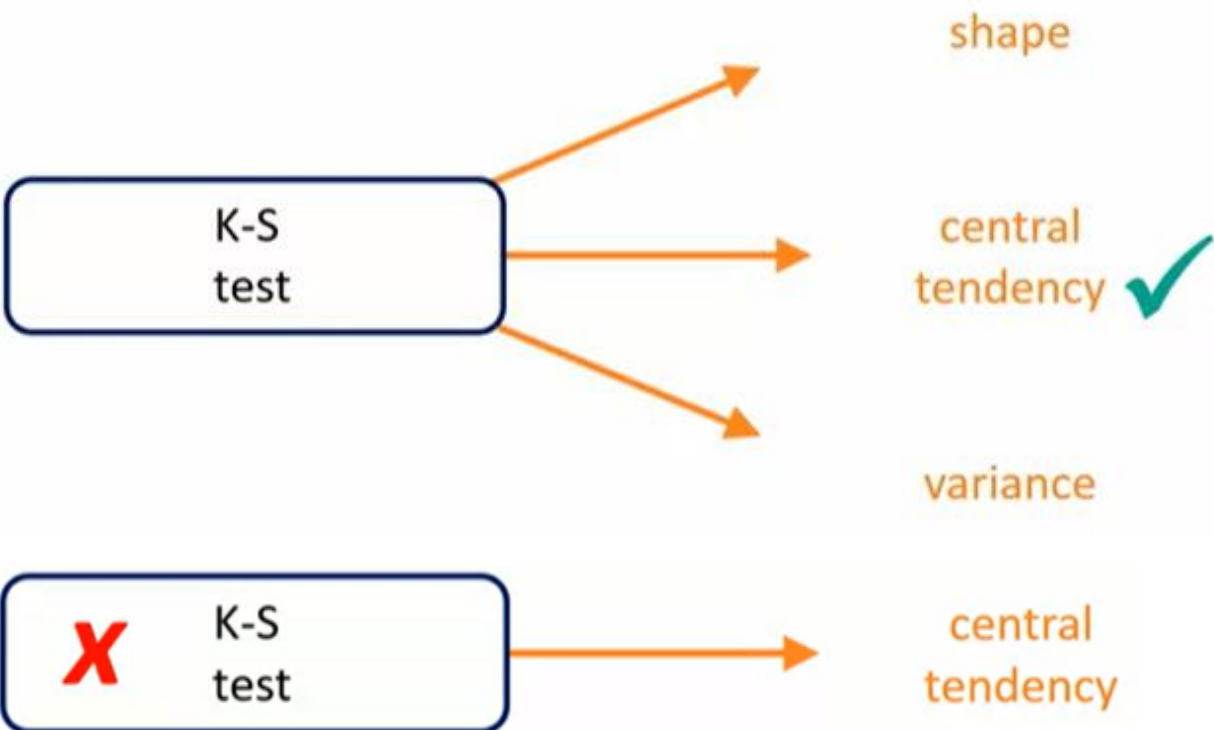 shape
K-S
test
central
tendency
variance
X K-S
test
central
tendency